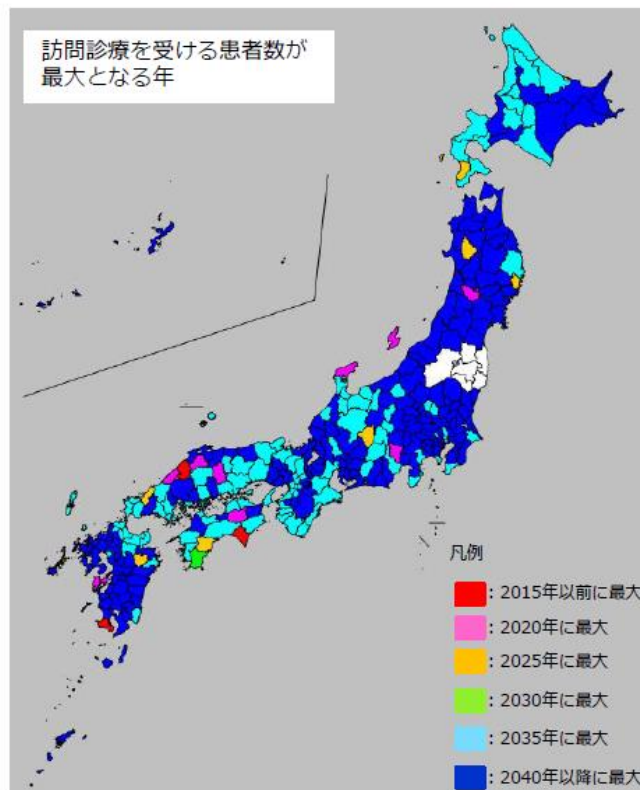 訪問診療を受ける患者数が
最大となる年
凡例
: 2015年以前に最大
: 2020年に最大
: 2025年に最大
: 2030年に最大
: 2035年に最大
: 2040年以降に最大